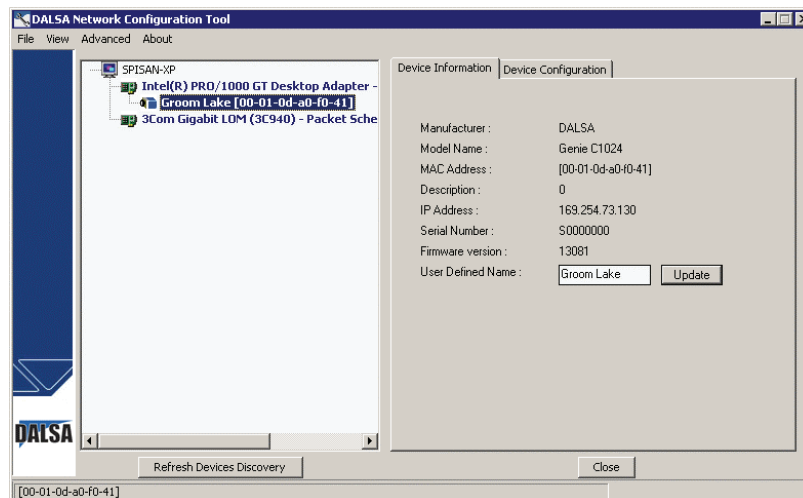 DALSA Network Configuration Tool
File View Advanced About
SPISAN-XP
Intel(R) PRO/1000 GT Desktop Adapter -
Groom Lake [00-01-0d-a0-f0-41]
3Com Gigabit LOM (3C940) - Packet Sche
Device Information Device Configuration
Manufacturer : DALSA
Model Name : Genie C1024
MAC Address : [00-01-0d-a0-f0-41]
Description : 0
IP Address : 169.254.73.130
Serial Number : S0000000
Firmware version : 13081
User Defined Name : Groom Lake Update
DALSA
Refresh Devices Discovery Close
[00-01-0d-a0-f0-41]